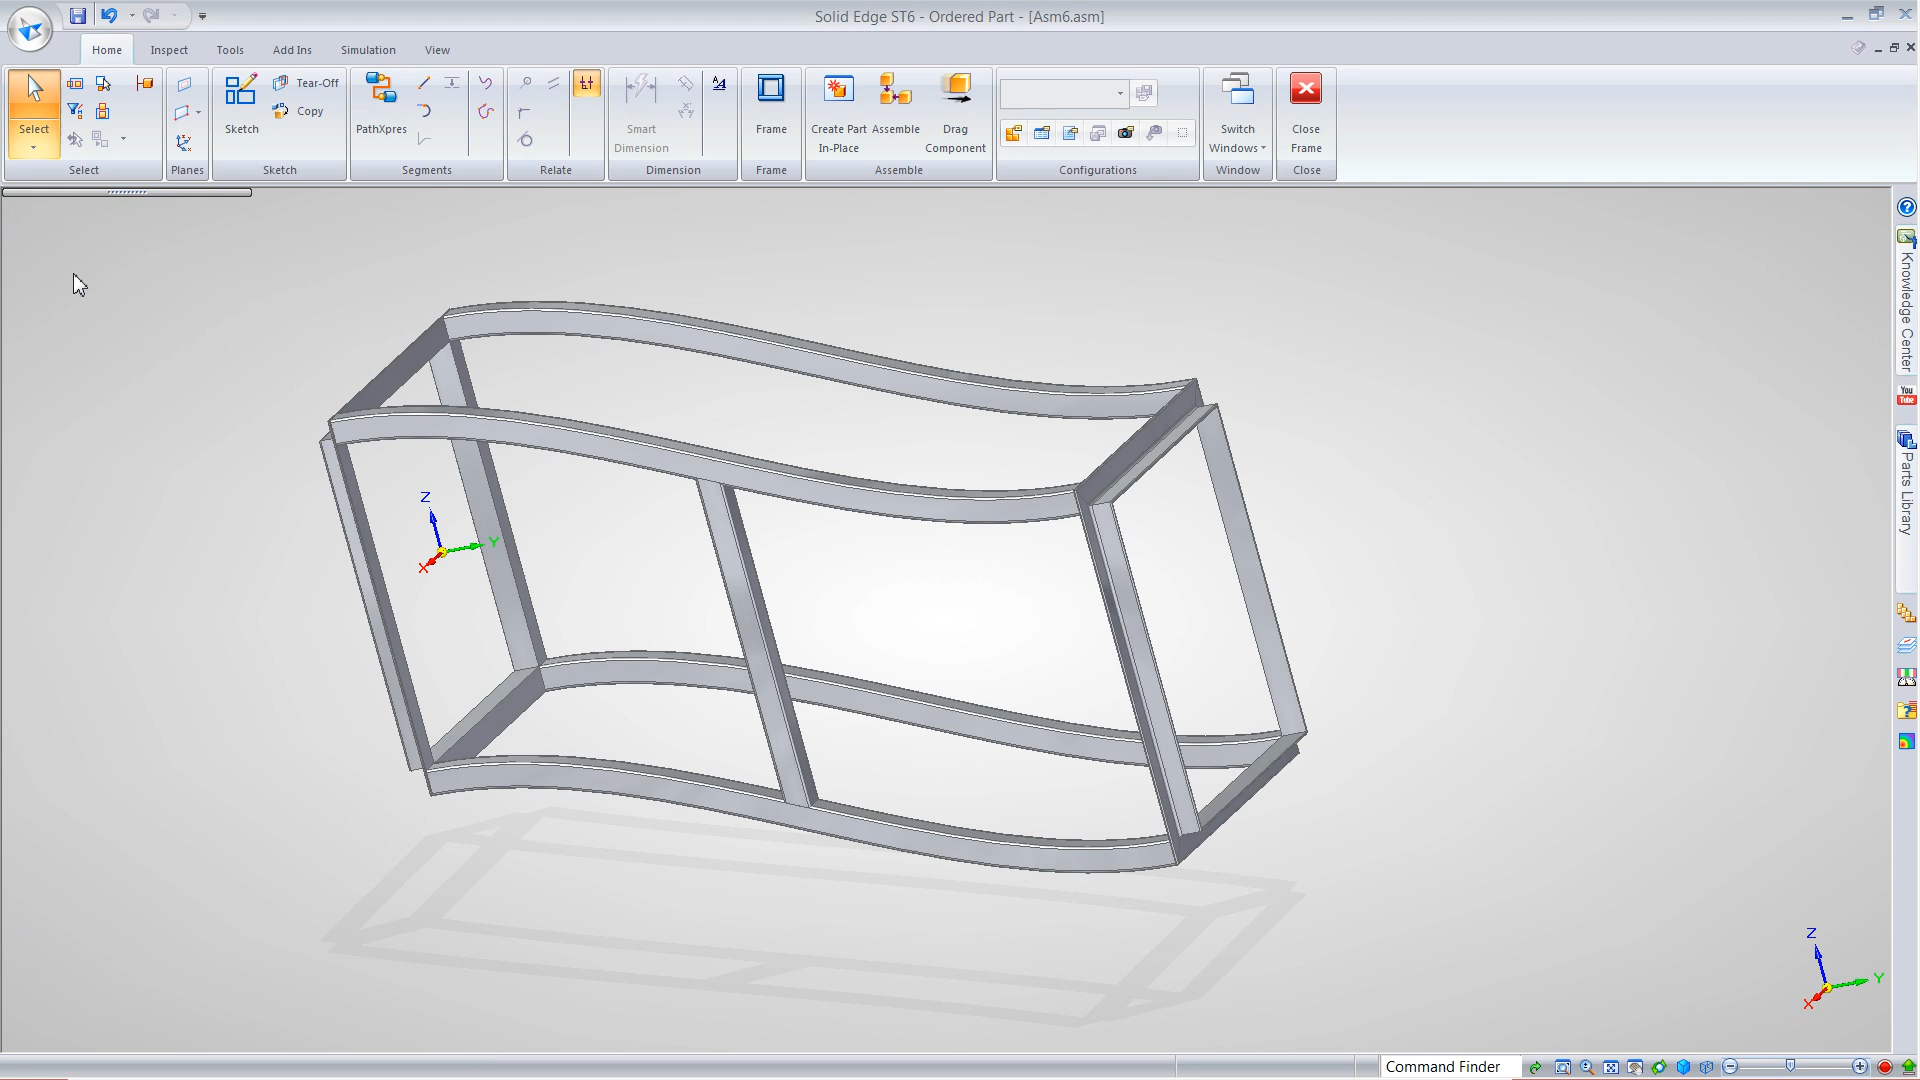 Solid Edge ST6 - Ordered Part - [Asm6.asm]
Home Inspect Tools Add Ins Simulation View
Select
Select
Planes
Sketch
Tear-Off
Copy
Sketch
PathXpres
Segments
Relate
Smart
Dimension
Dimension
Frame
Frame
Create Part
In-Place
Assemble
Drag
Component
Assemble
Configurations
Switch
Windows
Window
Close
Frame
Close
Knowledge Center
You
Tube
Parts Library
Z
Y
X
Z
Y
X
Command Finder